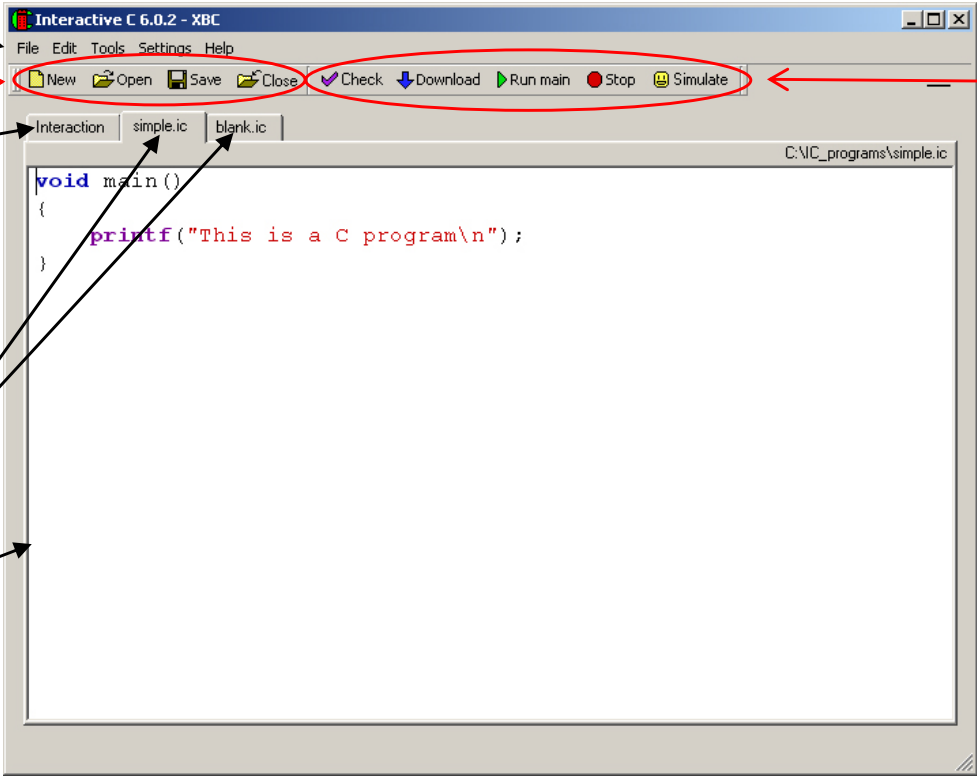 Interactive C 6.0.2 - XBC
File Edit Tools Settings Help
New Open Save Close Check Download Run main Stop Simulate
Interaction simple.ic blank.ic
C:\IC_programs\simple.ic
void main()
{
printf("This is a C program\n");
}